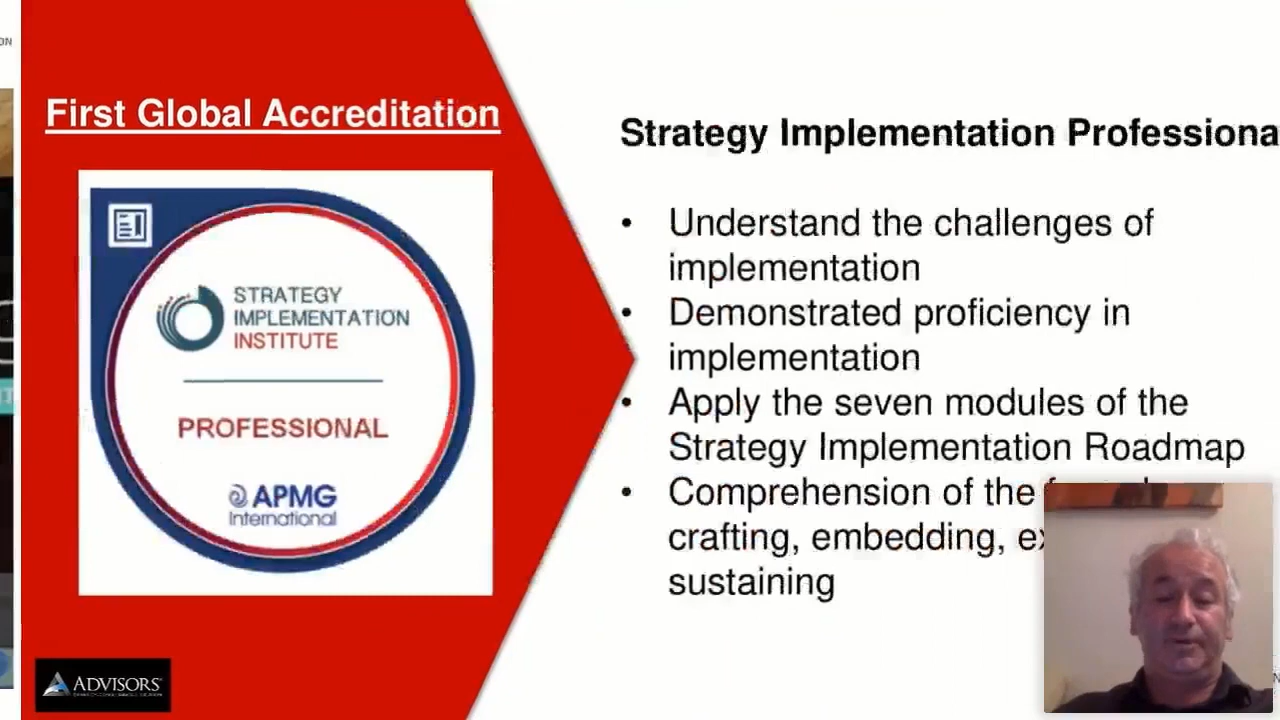 First Global Accreditation
STRATEGY
IMPLEMENTATION
INSTITUTE
PROFESSIONAL
APMG
International
ADVISORS
Strategy Implementation Professiona
• Understand the challenges of
implementation
• Demonstrated proficiency in
implementation
• Apply the seven modules of the
Strategy Implementation Roadmap
• Comprehension of the
crafting, embedding,
sustaining